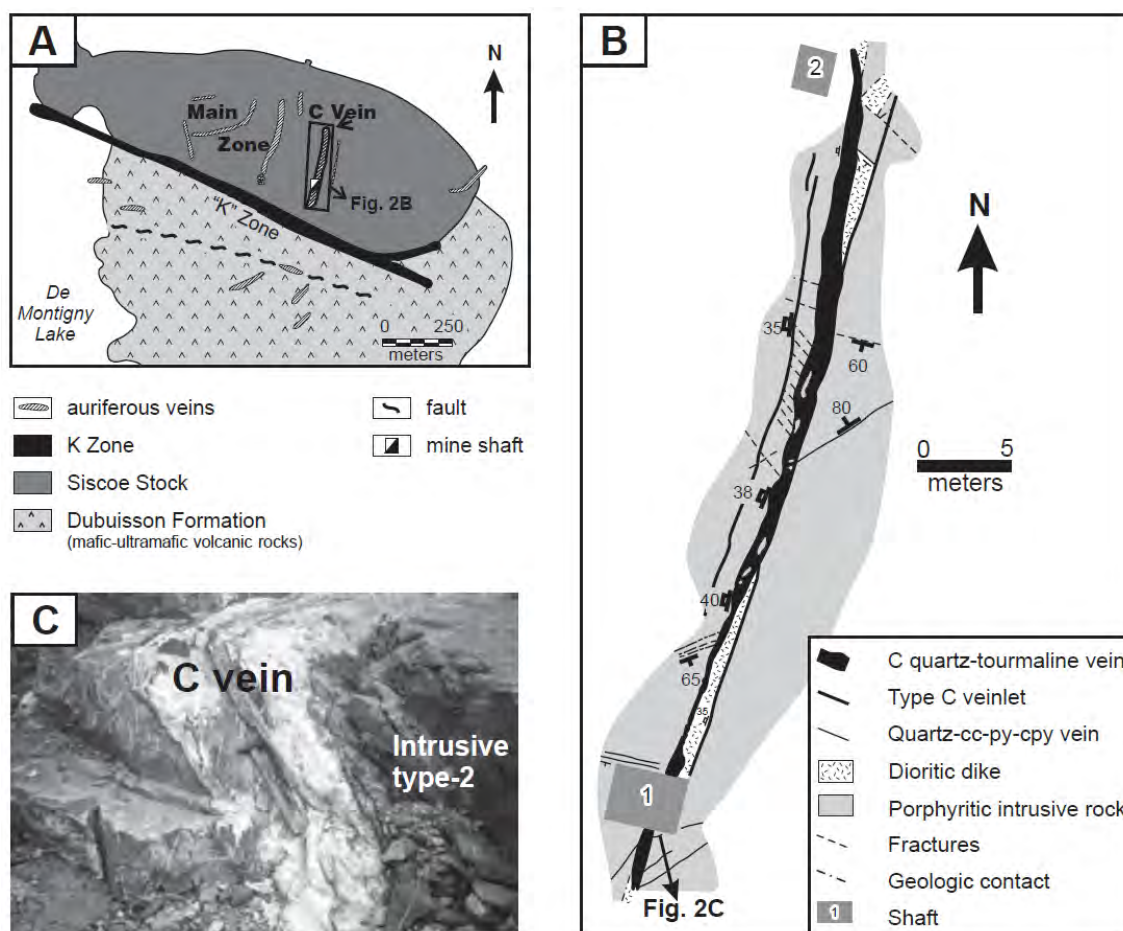 A
N
Main
Zone
C Vein
Fig. 2B
"K" Zone
De
Montigny
Lake
0 250
meters
auriferous veins
fault
K Zone
mine shaft
Siscoe Stock
Dubuisson Formation
(mafic-ultramafic volcanic rocks)
C
C vein
Intrusive
type-2
B
2
N
35
60
80
0 5
meters
38
40
65
35
1
Fig. 2C
C quartz-tourmaline vein
Type C veinlet
Quartz-cc-py-cpy vein
Dioritic dike
Porphyritic intrusive rock
Fractures
Geologic contact
1
Shaft